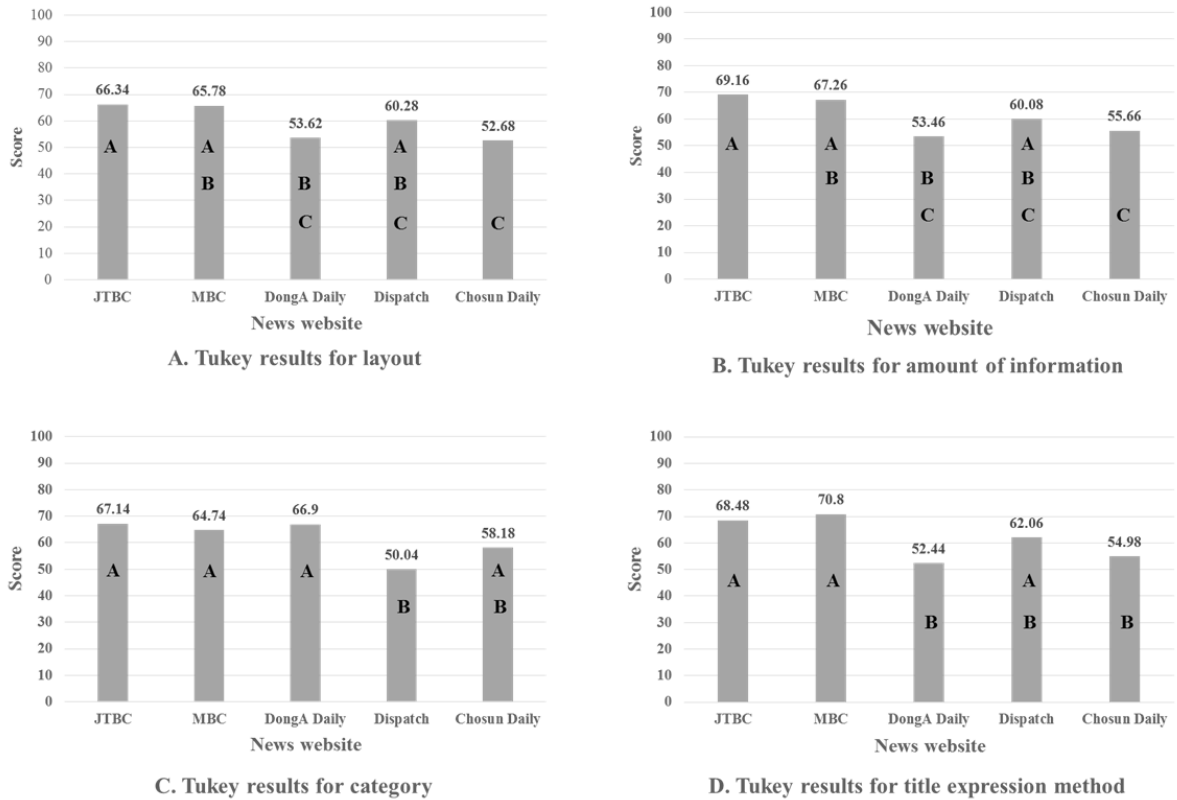 100
90
80
70
60
50
40
30
20
10
0
Score
66.34
65.78
53.62
60.28
52.68
A A A
B B B
C C C
JTBC MBC DongA Daily Dispatch Chosun Daily
News website
A. Tukey results for layout
100
90
80
70
60
50
40
30
20
10
0
Score
69.16
67.26
53.46
60.08
55.66
A A A
B B B
C C C
JTBC MBC DongA Daily Dispatch Chosun Daily
News website
B. Tukey results for amount of information
100
90
80
70
60
50
40
30
20
10
0
Score
67.14
64.74
66.9
50.04
58.18
A A A A
B B
JTBC MBC DongA Daily Dispatch Chosun Daily
News website
C. Tukey results for category
100
90
80
70
60
50
40
30
20
10
0
Score
68.48
70.8
52.44
62.06
54.98
A A A
B B B
JTBC MBC DongA Daily Dispatch Chosun Daily
News website
D. Tukey results for title expression method